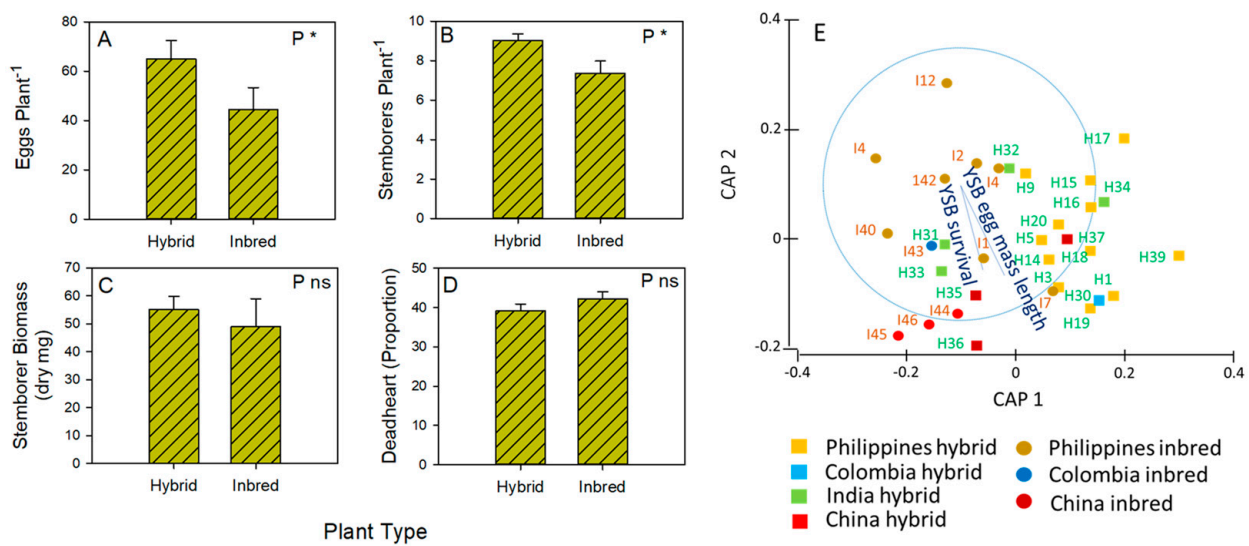 A
P *
Eggs Plant-1
80
60
40
20
0
Hybrid
Inbred
B
P *
Stemborers Plant-1
10
8
6
4
2
0
Hybrid
Inbred
C
P ns
Stemborer Biomass
(dry mg)
70
60
50
40
30
20
10
0
Hybrid
Inbred
D
P ns
Deadheart (Proportion)
50
40
30
20
10
0
Hybrid
Inbred
Plant Type
E
CAP 2
0.4
0.2
0
-0.2
I12
H17
I4
I2
H32
142
I4
H9
H15
H34
H16
I40
I43
H31
H20
H5
H37
I1
H33
H14
H18
H39
H35
H3
H30
H1
I7
I44
H19
I46
I45
H36
YSB survival
YSB egg mass length
-0.4
-0.2
0
0.2
0.4
CAP 1
Philippines hybrid
Colombia hybrid
India hybrid
China hybrid
Philippines inbred
Colombia inbred
China inbred